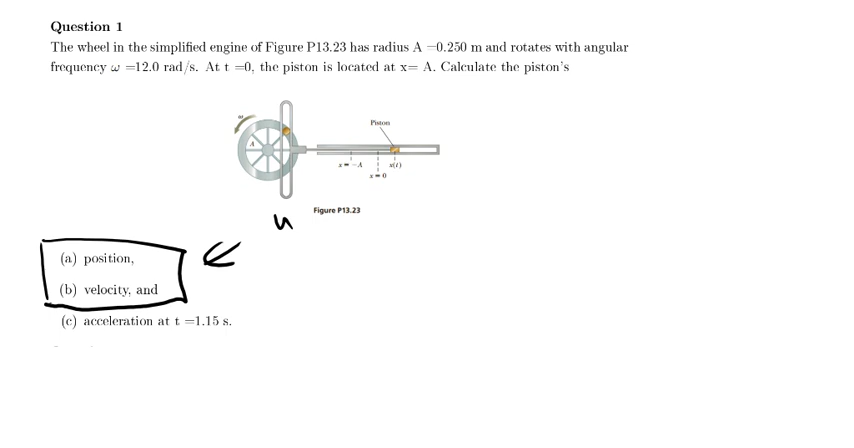 Question 1
The wheel in the simplified engine of Figure P13.23 has radius A =0.250 m and rotates with angular
frequency ω =12.0 rad/s. At t =0, the piston is located at x= A. Calculate the piston's
ω
Piston
A
x = -A
x(t)
x = 0
Figure P13.23
(a) position,
(b) velocity, and
(c) acceleration at t =1.15 s.